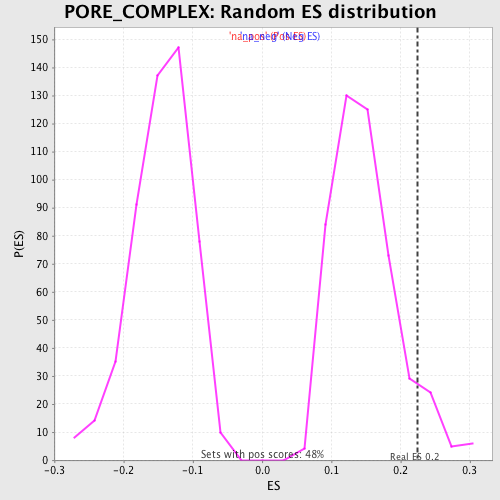 PORE_COMPLEX: Random ES distribution
150
140
130
120
110
100
90
80
70
60
50
40
30
20
10
0
P(ES)
Sets with pos scores: 48%
Real ES 0.2
-0.3 -0.2 -0.1 0.0 0.1 0.2 0.3
ES